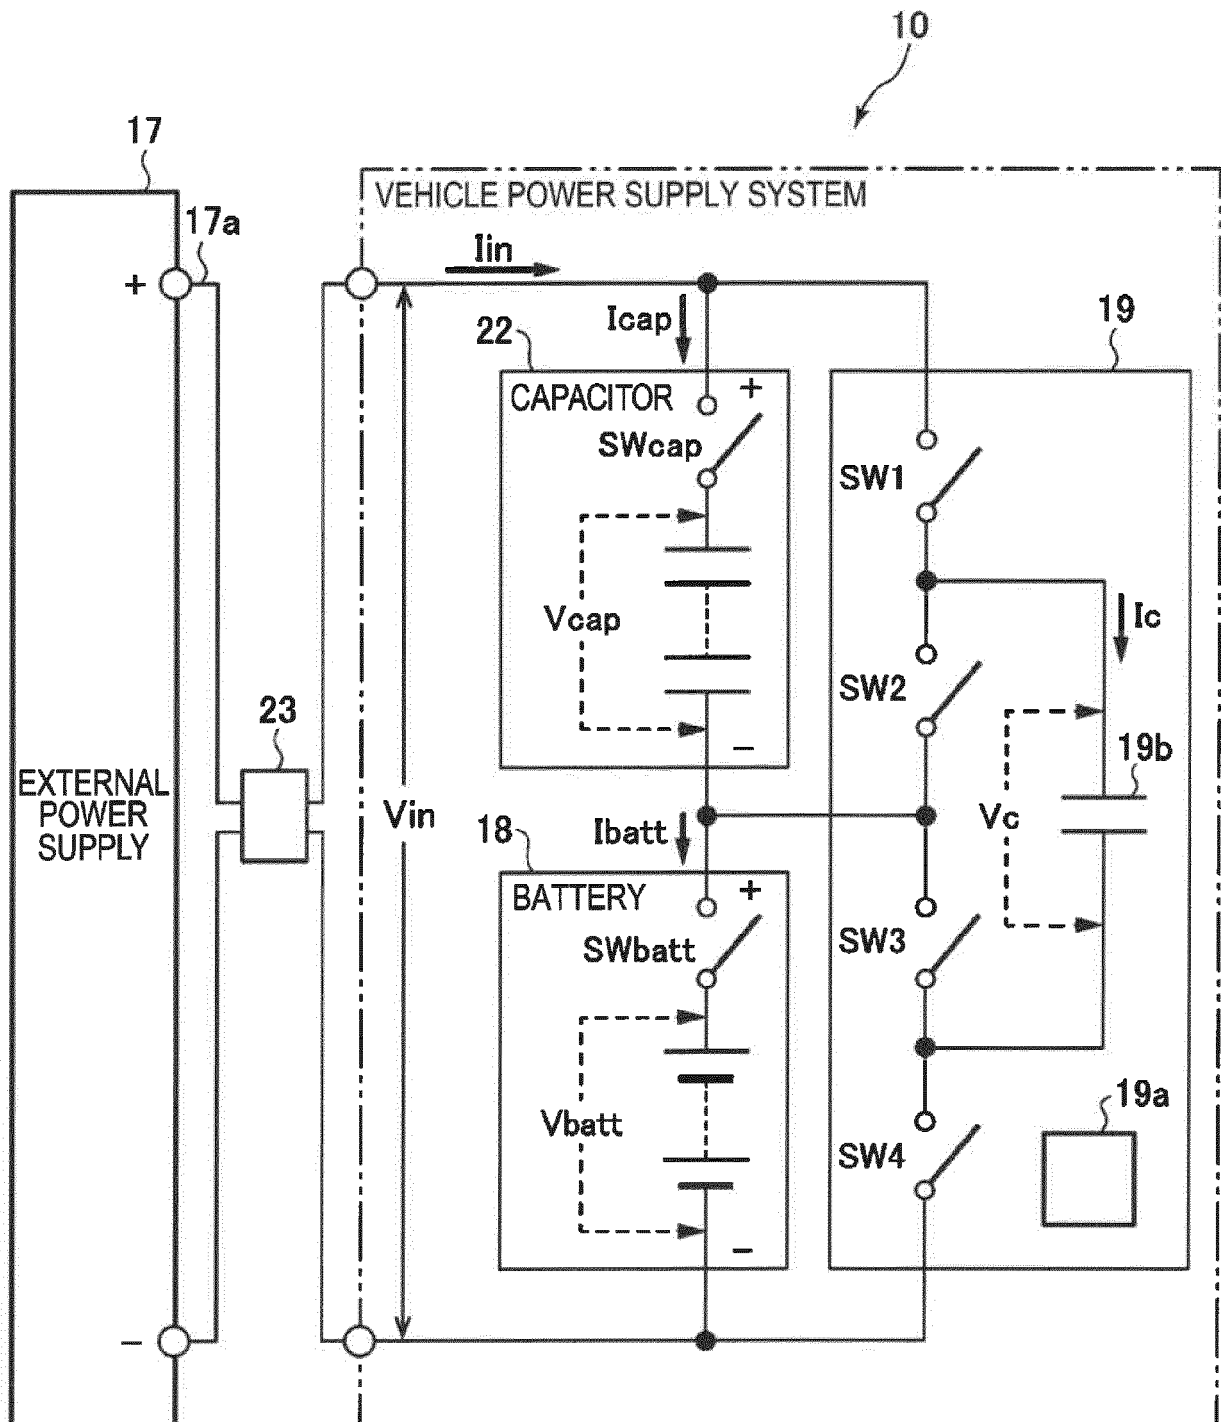 10
17
VEHICLE POWER SUPPLY SYSTEM
17a
+
Iin
Icap
22
19
CAPACITOR
+
SWcap
SW1
Vcap
Ic
SW2
23
19b
EXTERNAL
POWER
SUPPLY
Vin
−
Vc
18
Ibatt
BATTERY
+
SWbatt
SW3
Vbatt
19a
SW4
−
−